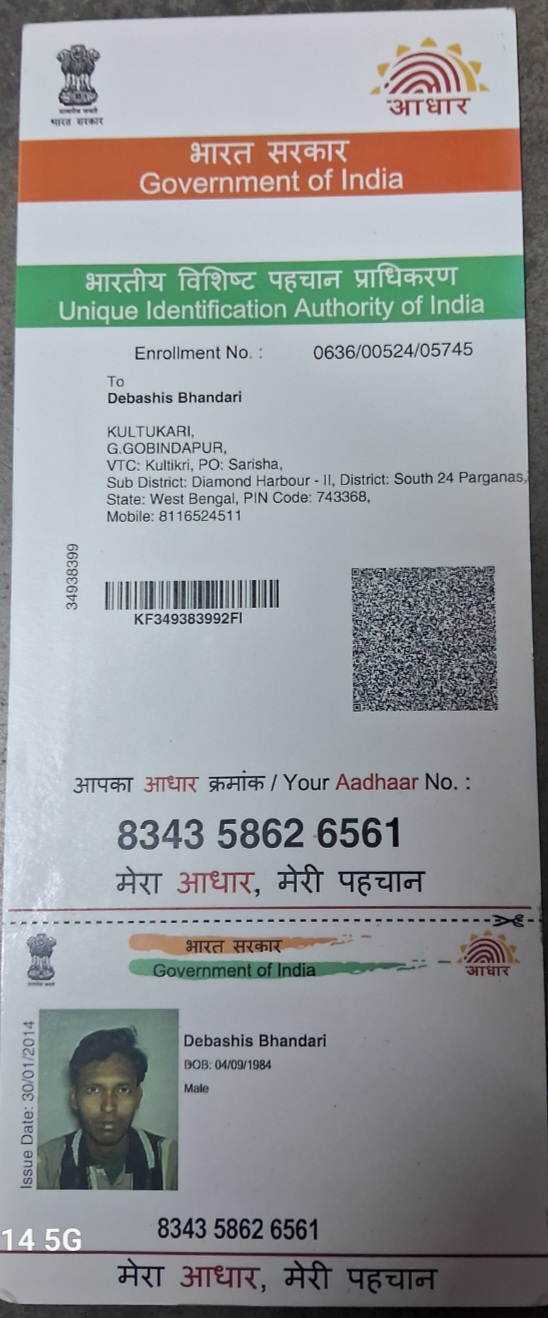 भारत सरकार
आधार
भारत सरकार
Government of India
भारतीय विशिष्ट पहचान प्राधिकरण
Unique Identification Authority of India
Enrollment No. : 0636/00524/05745
To
Debashis Bhandari
KULTUKARI,
G.GOBINDAPUR,
VTC: Kultikri, PO: Sarisha,
Sub District: Diamond Harbour - II, District: South 24 Parganas,
State: West Bengal, PIN Code: 743368,
Mobile: 8116524511
34938399
KF349383992FI
आपका आधार क्रमांक / Your Aadhaar No. :
8343 5862 6561
मेरा आधार, मेरी पहचान
भारत सरकार
Government of India
आधार
Issue Date: 30/01/2014
Debashis Bhandari
DOB: 04/09/1984
Male
8343 5862 6561
14 5G
मेरा आधार, मेरी पहचान